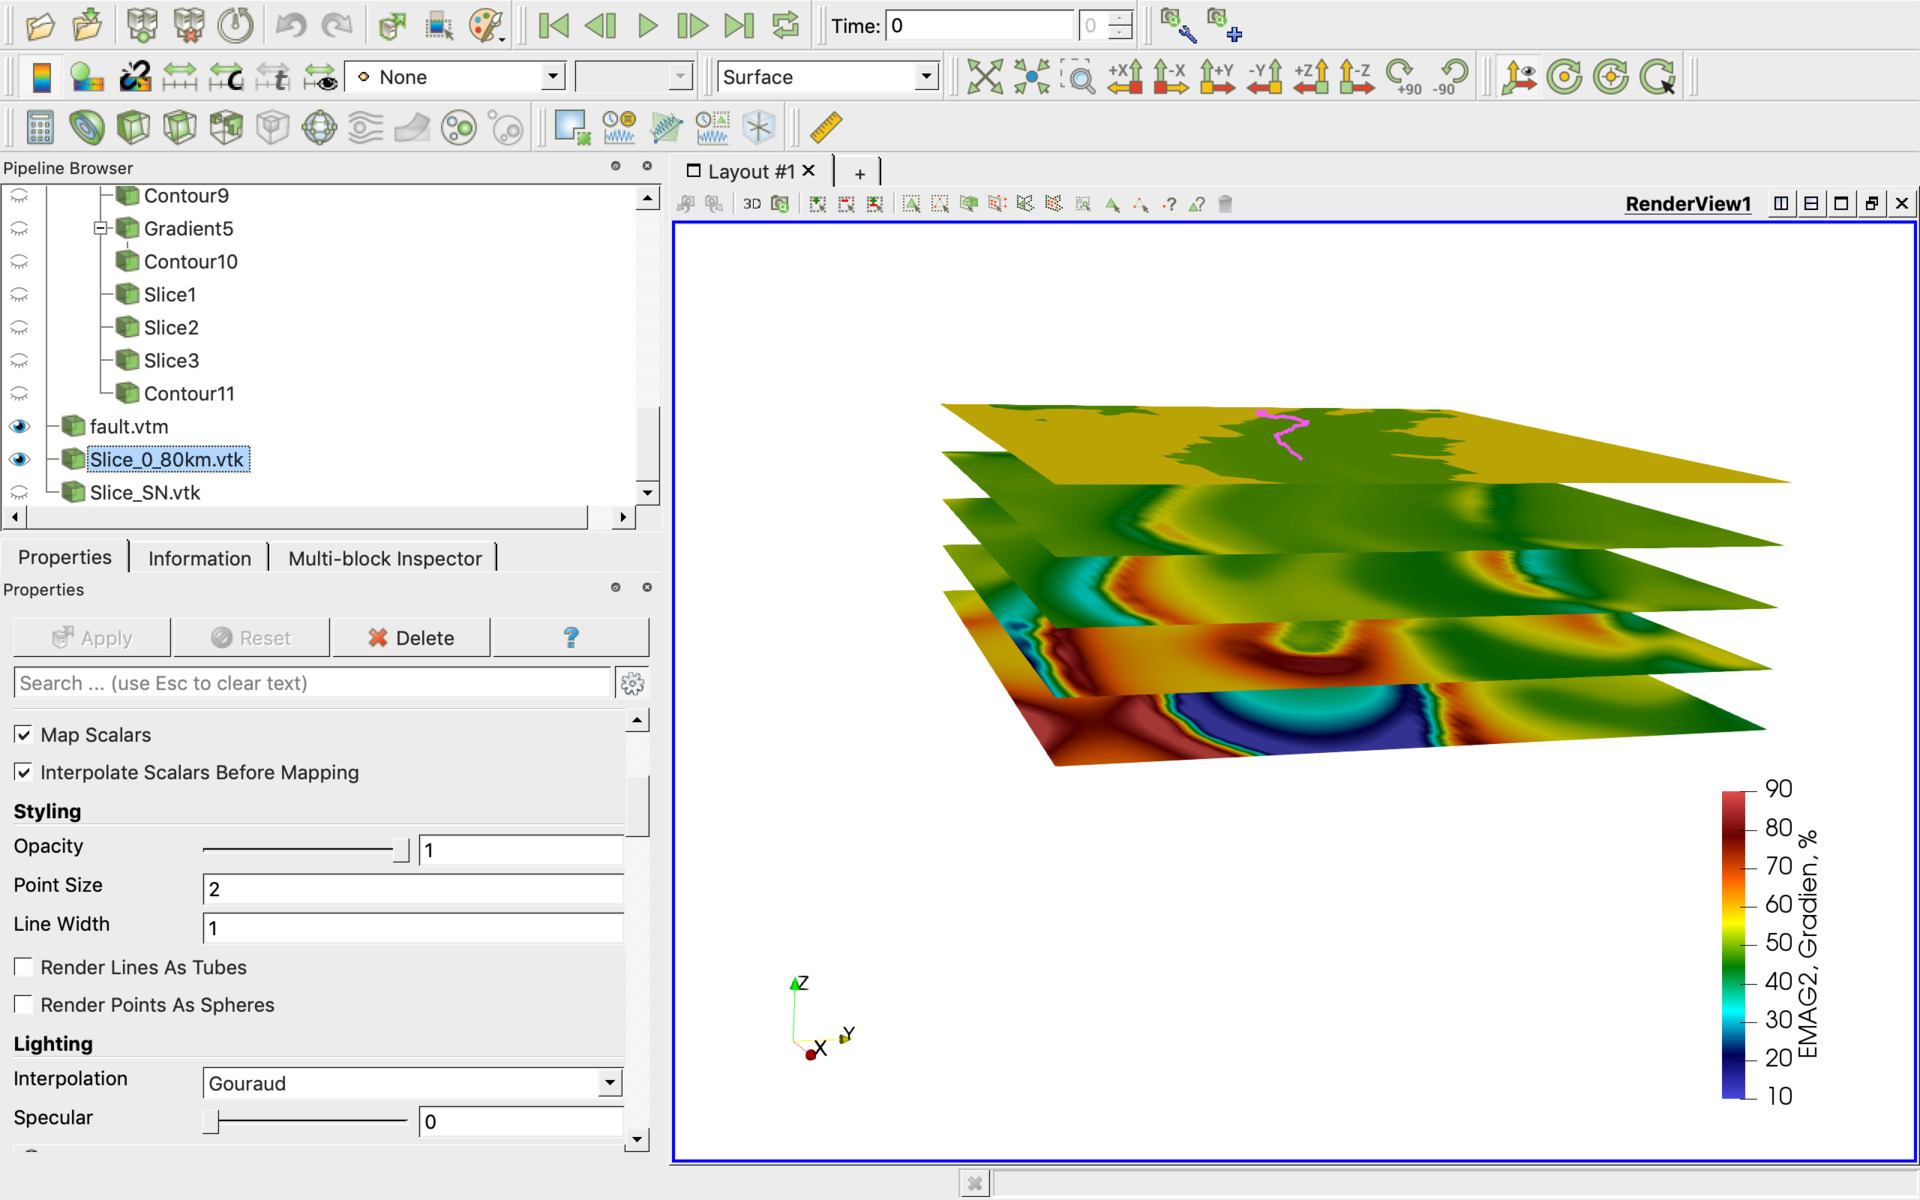 Time: 0 0
None
Surface
+X
-X
+Y
-Y
+Z
-Z
+90
-90
C
t
Pipeline Browser
Contour9
Gradient5
Contour10
Slice1
Slice2
Slice3
Contour11
fault.vtm
Slice_0_80km.vtk
Slice_SN.vtk
Properties
Information
Multi-block Inspector
Properties
Apply
Reset
Delete
?
Search ... (use Esc to clear text)
Map Scalars
Interpolate Scalars Before Mapping
Styling
Opacity 1
Point Size 2
Line Width 1
Render Lines As Tubes
Render Points As Spheres
Lighting
Interpolation Gouraud
Specular 0
Layout #1
+
3D
RenderView1
Z
Y
X
90
80
70
60
50
40
30
20
10
EMAG2, Gradien, %